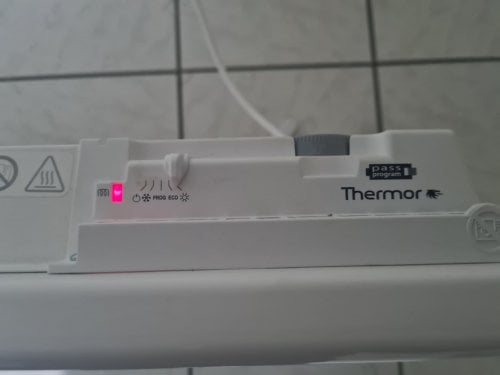 pass
program
Thermor
PROG ECO